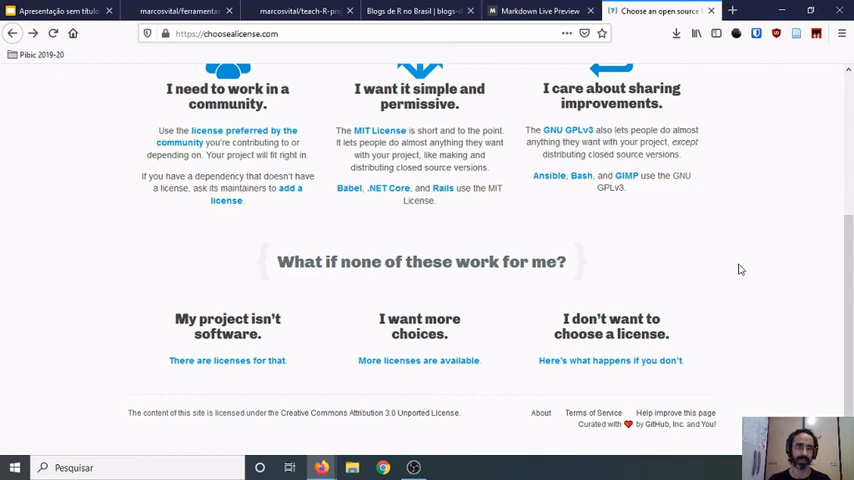 Apresentação sem título
marcosvital/ferramentas
marcosvital/teach-R-pro
Blogs de R no Brasil | blogs-
Markdown Live Preview
Choose an open source l
https://choosealicense.com
Pibic 2019-20
I need to work in a
community.
Use the license preferred by the
community you're contributing to or
depending on. Your project will fit right in.
If you have a dependency that doesn't have
a license, ask its maintainers to add a
license.
I want it simple and
permissive.
The MIT License is short and to the point.
It lets people do almost anything they want
with your project, like making and
distributing closed source versions.
Babel, .NET Core, and Rails use the MIT
License.
I care about sharing
improvements.
The GNU GPLv3 also lets people do almost
anything they want with your project, except
distributing closed source versions.
Ansible, Bash, and GIMP use the GNU
GPLv3.
What if none of these work for me?
My project isn't
software.
There are licenses for that.
I want more
choices.
More licenses are available.
I don't want to
choose a license.
Here's what happens if you don't.
The content of this site is licensed under the Creative Commons Attribution 3.0 Unported License.
About Terms of Service Help improve this page
Curated with ❤ by GitHub, Inc. and You!
Pesquisar